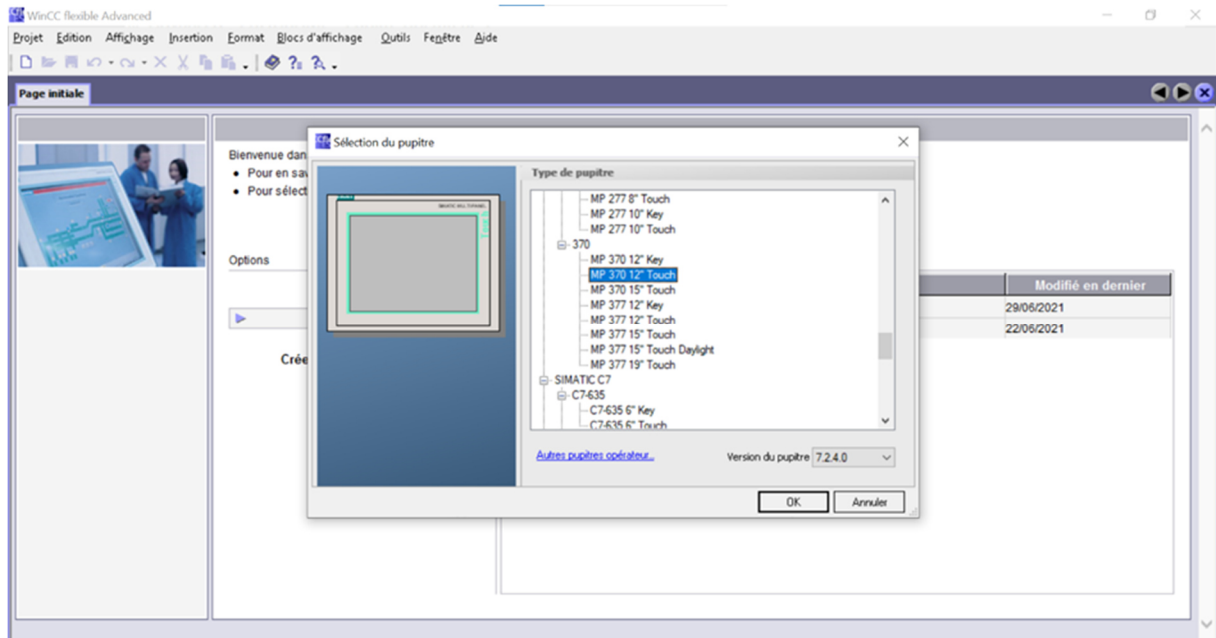 WinCC flexible Advanced
Projet Edition Affichage Insertion Format Blocs d'affichage Outils Fenêtre Aide
Page initiale
Sélection du pupitre
Bienvenue dan
Pour en sav
Pour sélect
Options
Crée
Type de pupitre
MP 277 8" Touch
MP 277 10" Key
MP 277 10" Touch
370
MP 370 12" Key
MP 370 12" Touch
MP 370 15" Touch
MP 377 12" Key
MP 377 12" Touch
MP 377 15" Touch
MP 377 15" Touch Daylight
MP 377 19" Touch
SIMATIC C7
C7-635
C7-635 6" Key
C7-635 6" Touch
Autres pupitres opérateur...
Version du pupitre 7.2.4.0
OK Annuler
Modifié en dernier
29/06/2021
22/06/2021